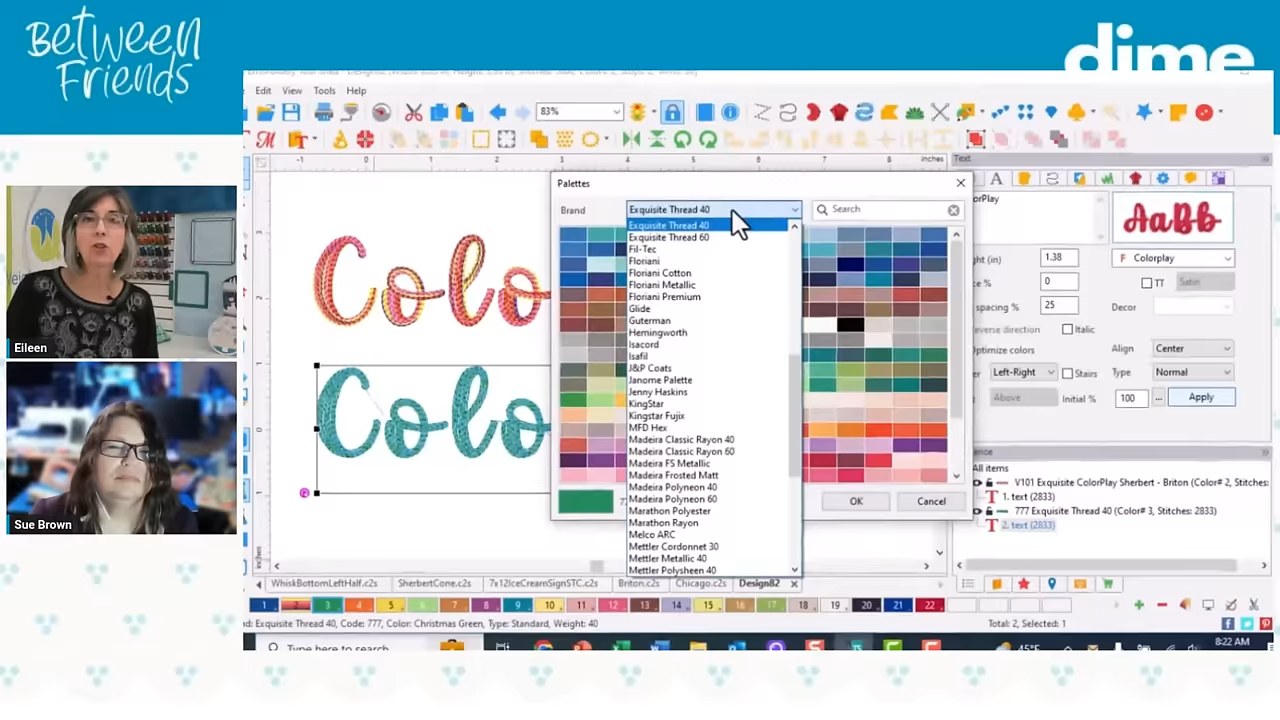 Between
Friends
dime
Edit View Tools Help
83%
inches
Text
Palettes
Brand
Exquisite Thread 40
Search
Exquisite Thread 40
Exquisite Thread 60
Fil-Tec
Floriani
Floriani Cotton
Floriani Metallic
Floriani Premium
Glide
Guterman
Hemingworth
Isacord
Isafil
J&P Coats
Janome Palette
Jenny Haskins
KingStar
Kingstar Fujix
MFD Hex
Madeira Classic Rayon 40
Madeira Classic Rayon 60
Madeira FS Metallic
Madeira Frosted Matt
Madeira Polyneon 40
Madeira Polyneon 60
Marathon Polyester
Marathon Rayon
Melco ARC
Mettler Cordonnet 30
Mettler Metallic 40
Mettler Polysheen 40
OK
Cancel
Colo
Colo
AaBb
1.38
Colorplay
0
TT
Satin
spacing %
25
Decor
everse direction
Italic
Optimize colors
Align
Center
Left-Right
Stairs
Type
Normal
Above
Initial %
100
...
Apply
All items
V101 Exquisite ColorPlay Sherbert - Briton (Color# 2, Stitches:
1. text (2833)
777 Exquisite Thread 40 (Color# 3, Stitches: 2833)
2. text (2833)
Eileen
Sue Brown
inches
WhiskBottomLeftHalf.c2s
SherbertCone.c2s
7x12IceCreamSignSTC.c2s
Briton.c2s
Chicago.c2s
Design82
1 3 4 5 6 7 8 9 10 11 12 13 14 15 16 17 18 19 20 21 22
d: Exquisite Thread 40, Code: 777, Color: Christmas Green, Type: Standard, Weight: 40
Total: 2, Selected: 1
Type here to search
45°F
8:22 AM